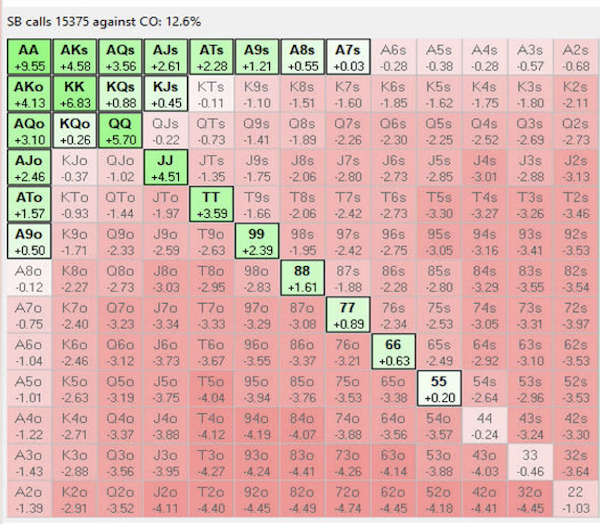 SB calls 15375 against CO: 12.6%
AA AKs AQs AJs ATs A9s A8s A7s A6s A5s A4s A3s A2s
+9.55 +4.58 +3.56 +2.61 +2.28 +1.21 +0.55 +0.03 -0.28 -0.38 -0.28 -0.57 -0.68
AKo KK KQs KJs KTs K9s K8s K7s K6s K5s K4s K3s K2s
+4.13 +6.83 +0.88 +0.45 -0.11 -1.10 -1.51 -1.60 -1.85 -1.62 -1.75 -1.80 -2.11
AQo KQo QQ QJs QTs Q9s Q8s Q7s Q6s Q5s Q4s Q3s Q2s
+3.10 +0.26 +5.70 -0.22 -0.73 -1.41 -1.89 -2.26 -2.30 -2.25 -2.52 -2.69 -2.73
AJo KJo QJo JJ JTs J9s J8s J7s J6s J5s J4s J3s J2s
+2.46 -0.37 -1.02 +4.51 -1.35 -1.75 -2.06 -2.80 -2.73 -2.85 -3.01 -2.88 -3.13
ATo KTo QTo JTo TT T9s T8s T7s T6s T5s T4s T3s T2s
+1.57 -0.93 -1.44 -1.97 +3.59 -1.66 -2.06 -2.42 -2.73 -3.30 -3.27 -3.26 -3.46
A9o K9o Q9o J9o T9o 99 98s 97s 96s 95s 94s 93s 92s
+0.50 -1.71 -2.33 -2.59 -2.63 +2.39 -1.95 -2.42 -2.75 -3.05 -3.16 -3.41 -3.53
A8o K8o Q8o J8o T8o 98o 88 87s 86s 85s 84s 83s 82s
-0.12 -2.27 -2.73 -3.03 -2.95 -2.83 +1.61 -1.88 -2.28 -2.80 -3.29 -3.55 -3.54
A7o K7o Q7o J7o T7o 97o 87o 77 76s 75s 74s 73s 72s
-0.75 -2.40 -3.23 -3.34 -3.33 -3.29 -3.08 +0.89 -2.34 -2.53 -3.05 -3.31 -3.97
A6o K6o Q6o J6o T6o 96o 86o 76o 66 65s 64s 63s 62s
-1.04 -2.46 -3.12 -3.73 -3.67 -3.55 -3.37 -3.21 +0.63 -2.49 -2.92 -3.10 -3.53
A5o K5o Q5o J5o T5o 95o 85o 75o 65o 55 54s 53s 52s
-1.01 -2.63 -3.19 -3.75 -4.04 -3.94 -3.76 -3.53 -3.38 +0.20 -2.64 -2.96 -3.53
A4o K4o Q4o J4o T4o 94o 84o 74o 64o 54o 44 43s 42s
-1.22 -2.71 -3.37 -3.88 -4.12 -4.19 -4.07 -3.88 -3.56 -3.57 -0.24 -3.24 -3.30
A3o K3o Q3o J3o T3o 93o 83o 73o 63o 53o 43o 33 32s
-1.43 -2.88 -3.56 -3.95 -4.27 -4.24 -4.41 -4.26 -4.14 -3.88 -4.03 -0.46 -3.64
A2o K2o Q2o J2o T2o 92o 82o 72o 62o 52o 42o 32o 22
-1.39 -2.91 -3.52 -4.11 -4.40 -4.45 -4.49 -4.74 -4.45 -4.18 -4.41 -4.45 -1.03